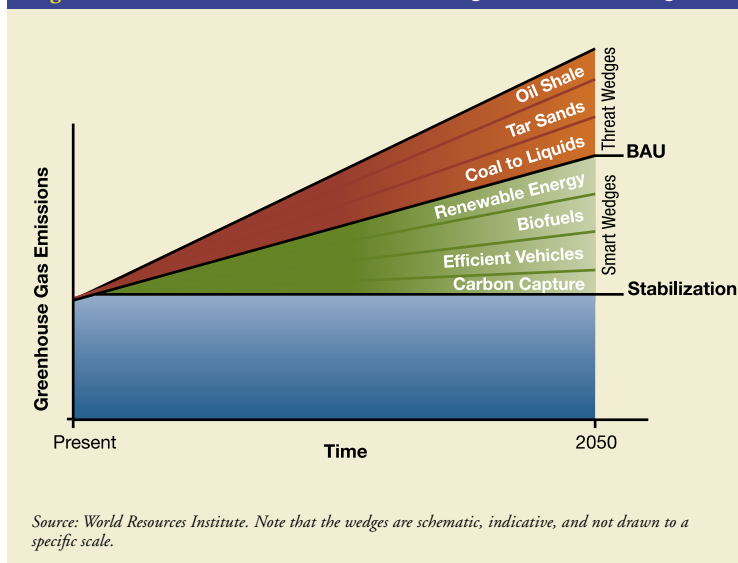 Oil Shale
Tar Sands
Coal to Liquids
Threat Wedges
BAU
Renewable Energy
Biofuels
Efficient Vehicles
Carbon Capture
Smart Wedges
Stabilization
Greenhouse Gas Emissions
Present
Time
2050
Source: World Resources Institute. Note that the wedges are schematic, indicative, and not drawn to a
specific scale.